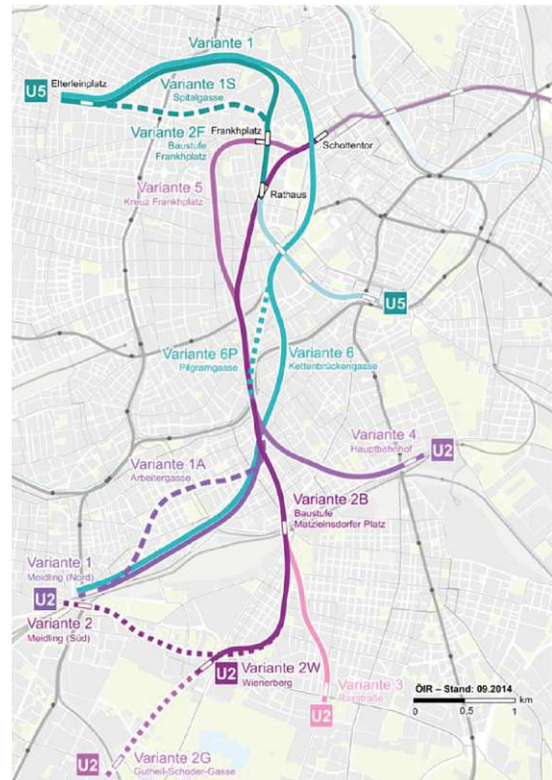 Variante 1
Elterleinplatz
U5
Variante 1S
Spitalgasse
Variante 2F
Baustufe
Frankhplatz
Frankhplatz
Schottentor
Variante 5
Kreuz Frankhplatz
Rathaus
U5
Variante 6P
Pilgramgasse
Variante 6
Kettenbrückengasse
Variante 4
Hauptbahnhof
U2
Variante 1A
Arbeitergasse
Variante 2B
Baustufe
Matzleinsdorfer Platz
Variante 1
Meidling (Nord)
U2
Variante 2
Meidling (Süd)
U2
Variante 2W
Wienerberg
Variante 3
Raxstraße
U2
ÖIR – Stand: 09.2014
km
0 0,5 1
U2
Variante 2G
Gutheil-Schoder-Gasse